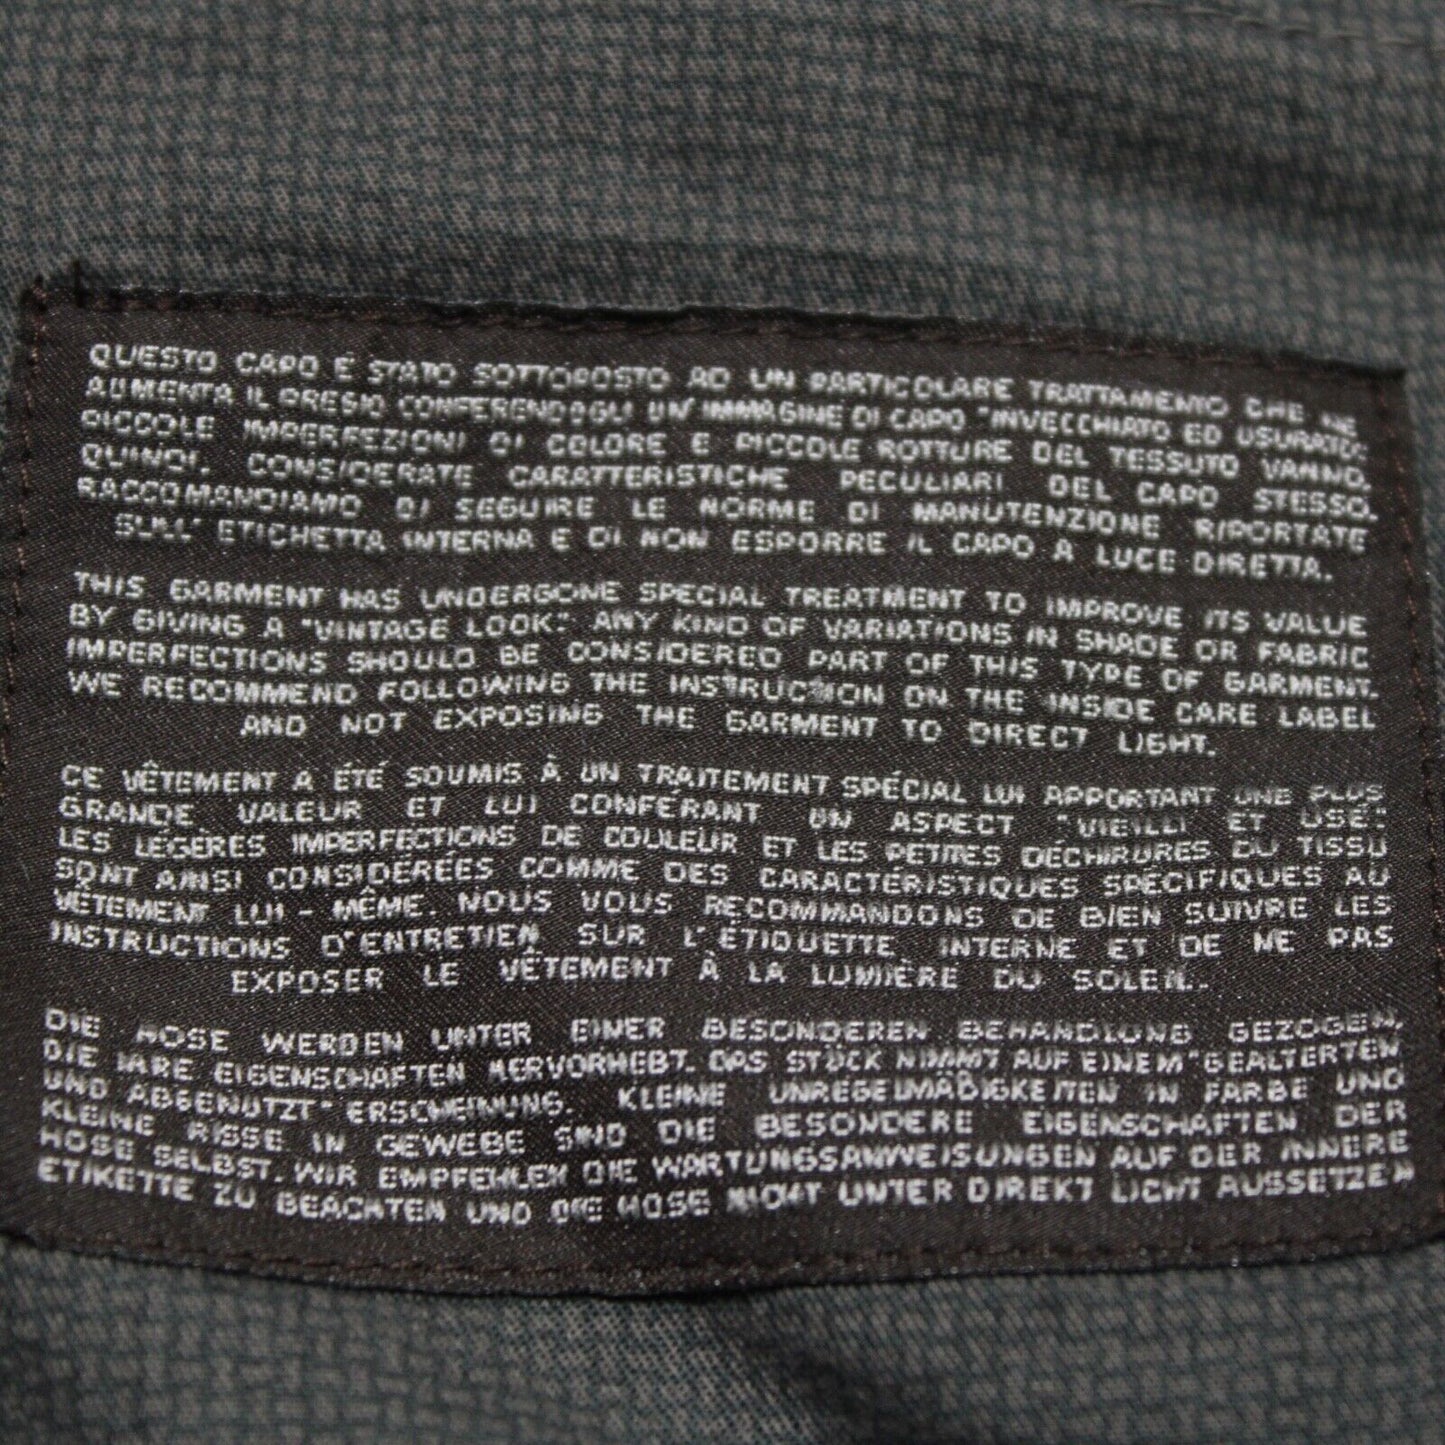 QUESTO CAPO È STATO SOTTOPOSTO AD UN PARTICOLARE TRATTAMENTO CHE NE
AUMENTA IL PREGIO CONFERENDOGLI UN' IMMAGINE DI CAPO "INVECCHIATO ED USURATO.
PICCOLE IMPERFEZIONI DI COLORE E PICCOLE ROTTURE DEL TESSUTO VANNO,
QUINDI, CONSIDERATE CARATTERISTICHE PECULIARI DEL CAPO STESSO.
RACCOMANDIAMO DI SEGUIRE LE NORME DI MANUTENZIONE RIPORTATE
SULL' ETICHETTA INTERNA E DI NON ESPORRE IL CAPO A LUCE DIRETTA.
THIS GARMENT HAS UNDERGONE SPECIAL TREATMENT TO IMPROVE ITS VALUE
BY GIVING A "VINTAGE LOOK". ANY KIND OF VARIATIONS IN SHADE OR FABRIC
IMPERFECTIONS SHOULD BE CONSIDERED PART OF THIS TYPE OF GARMENT.
WE RECOMMEND FOLLOWING THE INSTRUCTION ON THE INSIDE CARE LABEL
AND NOT EXPOSING THE GARMENT TO DIRECT LIGHT.
CE VÊTEMENT A ÉTÉ SOUMIS À UN TRAITEMENT SPÉCIAL LUI APPORTANT UNE PLUS
GRANDE VALEUR ET LUI CONFÉRANT UN ASPECT "VIEILLI ET USÉ".
LES LÉGÈRES IMPERFECTIONS DE COULEUR ET LES PETITES DÉCHIRURES DU TISSU
SONT AINSI CONSIDÉRÉES COMME DES CARACTÉRISTIQUES SPÉCIFIQUES AU
VÊTEMENT LUI - MÊME. NOUS VOUS RECOMMANDONS DE BIEN SUIVRE LES
INSTRUCTIONS D'ENTRETIEN SUR L'ÉTIQUETTE INTERNE ET DE NE PAS
EXPOSER LE VÊTEMENT À LA LUMIÈRE DU SOLEIL.
DIE HOSE WERDEN UNTER EINER BESONDEREN BEHANDLUNG GEZOGEN,
DIE IHRE EIGENSCHAFTEN HERVORHEBT. DAS STÜCK NIMMT AUF EINEM "GEALTERTEN
UND ABGENUTZT" ERSCHEINUNG. KLEINE UNREGELMÄßIGKEITEN IN FARBE UND
KLEINE RISSE IN GEWEBE SIND DIE BESONDERE EIGENSCHAFTEN DER
HOSE SELBST. WIR EMPFEHLEN DIE WARTUNGSANWEISUNGEN AUF DER INNERE
ETIKETTE ZU BEACHTEN UND DIE HOSE NICHT UNTER DIREKT LICHT AUSSETZEN